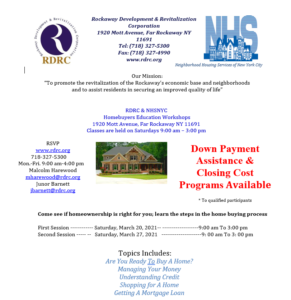 Rockaway Development & Revitalization
Corporation
1920 Mott Avenue, Far Rockaway NY
11691
Tel: (718) 327-5300
Fax: (718) 327-4990
www.rdrc.org
RDRC
NHS
Neighborhood Housing Services of New York City
Our Mission:
"To promote the revitalization of the Rockaway's economic base and neighborhoods
and to assist residents in securing an improved quality of life"
RDRC & NHSNYC
Homebuyers Education Workshops
1920 Mott Avenue, Far Rockaway NY 11691
Classes are held on Saturdays 9:00 am – 3:00 pm
RSVP
www.rdrc.org
718-327-5300
Mon.-Fri. 9:00 am-4:00 pm
Malcolm Harewood
mharewood@rdrc.org
Junar Barnett
jbarnett@rdrc.org
Down Payment
Assistance &
Closing Cost
Programs Available
* To qualified participants
Come see if homeownership is right for you; learn the steps in the home buying process
First Session ------------- Saturday, March 20, 2021-- -------------------9:00 am To 3:00 pm
Second Session ----- -- Saturday, March 27, 2021 --------------------9: 00 am To 3: 00 pm
Topics Includes:
Are You Ready To Buy A Home?
Managing Your Money
Understanding Credit
Shopping for A Home
Getting A Mortgage Loan